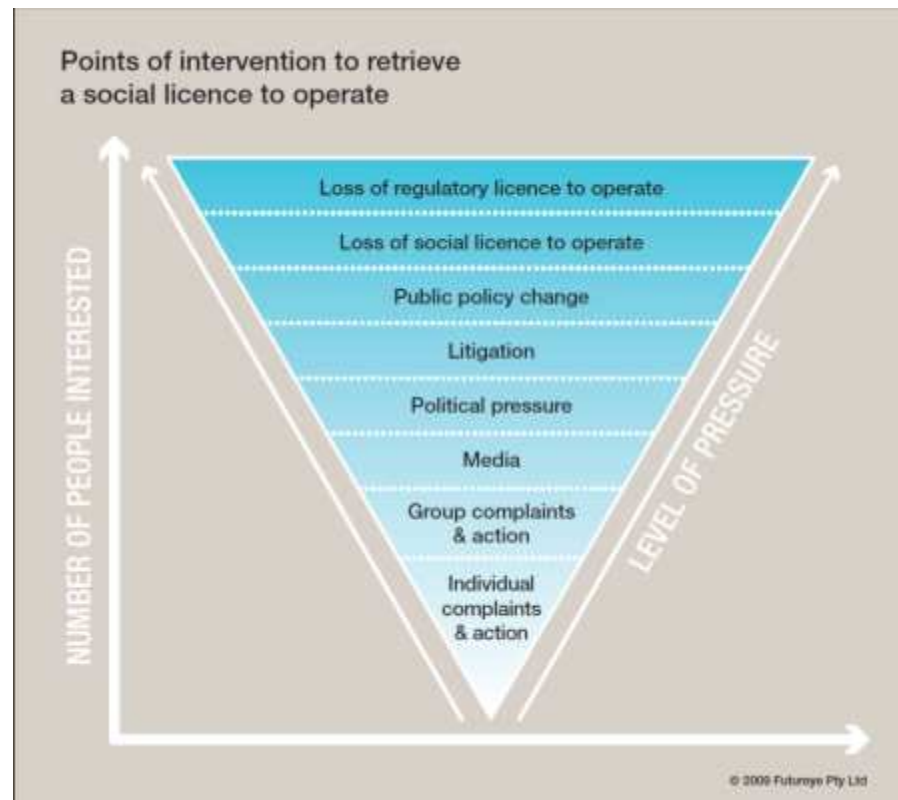 Points of intervention to retrieve
a social licence to operate
NUMBER OF PEOPLE INTERESTED
Loss of regulatory licence to operate
Loss of social licence to operate
Public policy change
Litigation
Political pressure
Media
Group complaints
& action
Individual
complaints
& action
LEVEL OF PRESSURE
© 2009 Futureye Pty Ltd